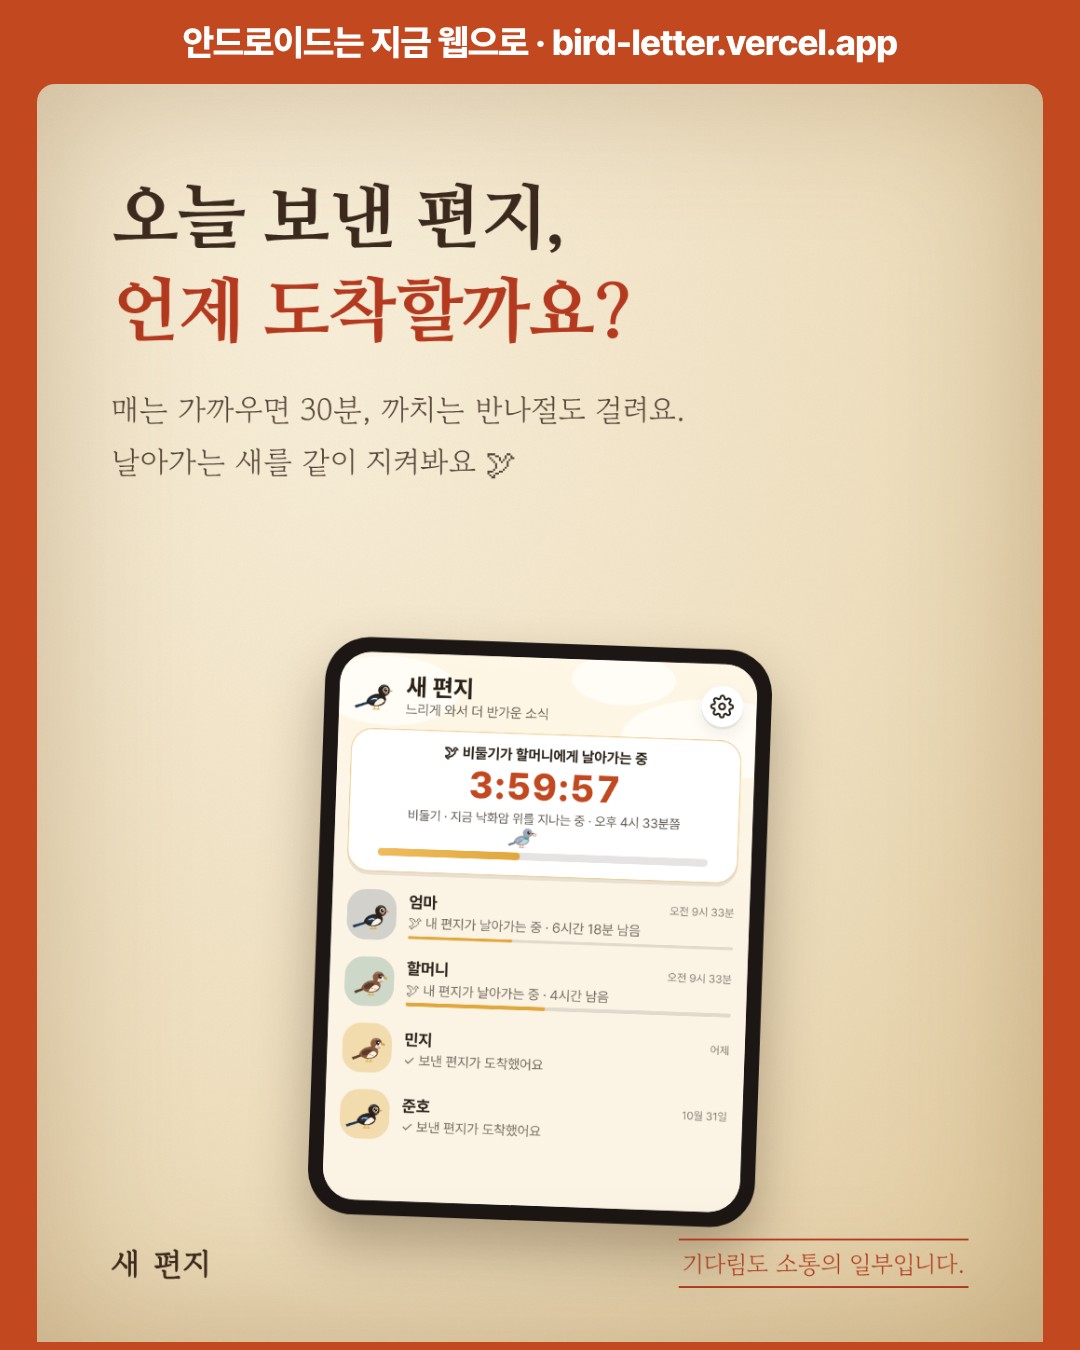 안드로이드는 지금 웹으로 · bird-letter.vercel.app
오늘 보낸 편지,
언제 도착할까요?
매는 가까우면 30분, 까치는 반나절도 걸려요.
날아가는 새를 같이 지켜봐요 🕊
새 편지
느리게 와서 더 반가운 소식
🕊 비둘기가 할머니에게 날아가는 중
3:59:57
비둘기 · 지금 낙화암 위를 지나는 중 · 오후 4시 33분쯤
엄마
오전 9시 33분
🕊 내 편지가 날아가는 중 · 6시간 18분 남음
할머니
오전 9시 33분
🕊 내 편지가 날아가는 중 · 4시간 남음
민지
어제
✓ 보낸 편지가 도착했어요
준호
10월 31일
✓ 보낸 편지가 도착했어요
새 편지
기다림도 소통의 일부입니다.